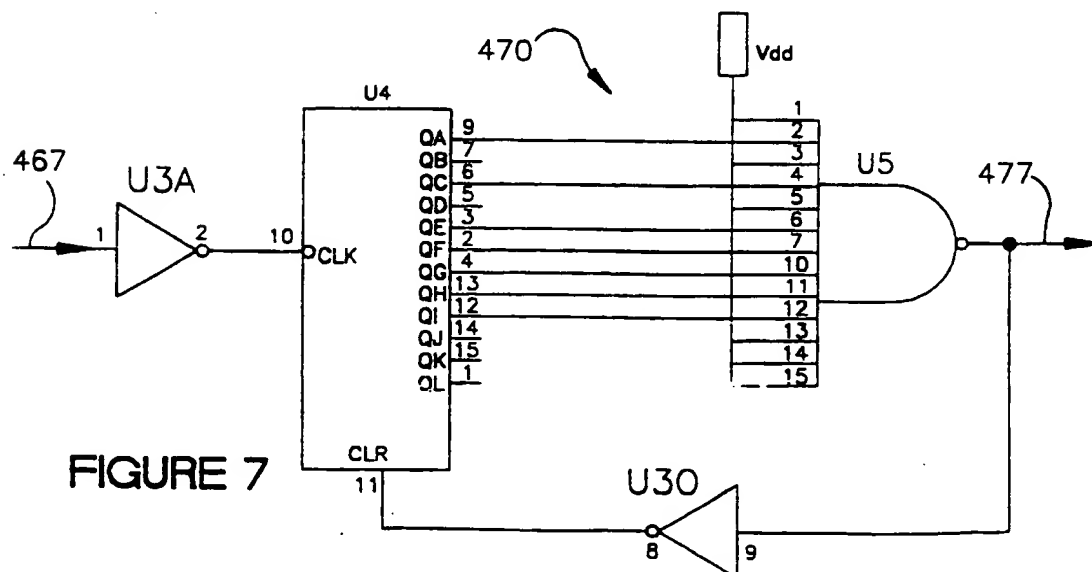 470
Vdd
U4
467
U3A
1
2
10
CLK
QA 9
QB 7
QC 6
QD 5
QE 3
QF 2
QG 4
QH 13
QI 12
QJ 14
QK 15
QL 1
1
2
3
4
5
6
7
10
11
12
13
14
15
U5
477
CLR
11
FIGURE 7
U30
8
9